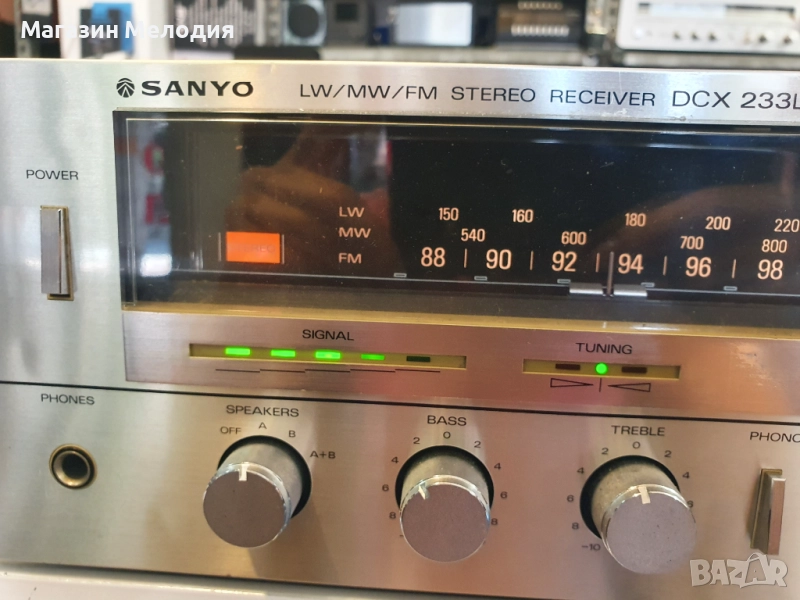 Магазин Мелодия
SANYO LW/MW/FM STEREO RECEIVER DCX 233L
POWER
LW 150 160 180 200 220
MW 540 600 700 800
FM 88 90 92 94 96 98
SIGNAL TUNING
PHONES SPEAKERS BASS TREBLE PHONO
OFF A B A+B
2 0 2 4 4 6 6 8 8
2 0 2 4 4 6 6 8 -10
BAZAR